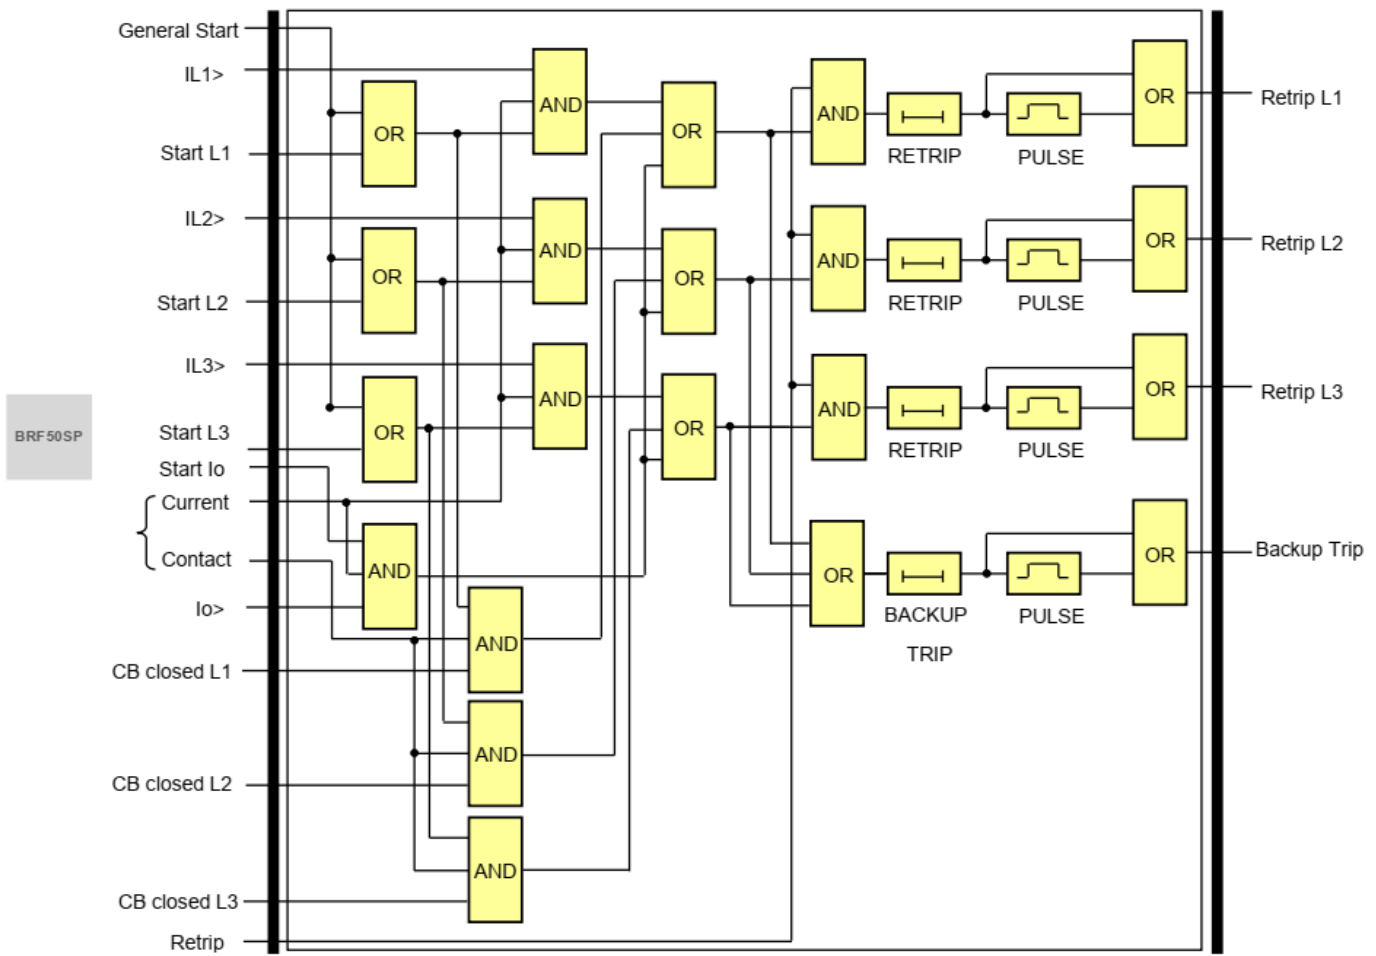 General Start
IL1>
Start L1
IL2>
Start L2
IL3>
Start L3
Start Io
Current
Contact
Io>
CB closed L1
CB closed L2
CB closed L3
Retrip
BRF50SP
OR
OR
OR
AND
AND
AND
AND
AND
AND
AND
OR
OR
OR
AND
RETRIP
PULSE
OR
Retrip L1
AND
RETRIP
PULSE
OR
Retrip L2
AND
RETRIP
PULSE
OR
Retrip L3
OR
BACKUP
TRIP
PULSE
OR
Backup Trip